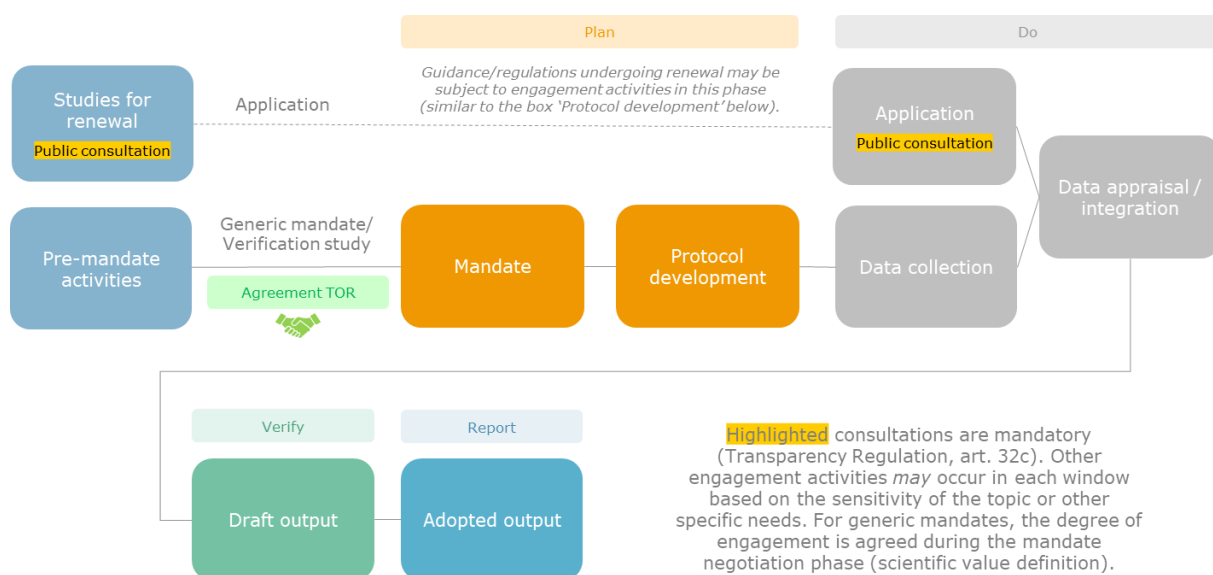 Plan
Do
Studies for
renewal
Public consultation
Application
Guidance/regulations undergoing renewal may be
subject to engagement activities in this phase
(similar to the box ‘Protocol development’ below).
Application
Public consultation
Data appraisal /
integration
Pre-mandate
activities
Generic mandate/
Verification study
Agreement TOR
Mandate
Protocol
development
Data collection
Verify
Report
Draft output
Adopted output
Highlighted consultations are mandatory
(Transparency Regulation, art. 32c). Other
engagement activities may occur in each window
based on the sensitivity of the topic or other
specific needs. For generic mandates, the degree of
engagement is agreed during the mandate
negotiation phase (scientific value definition).